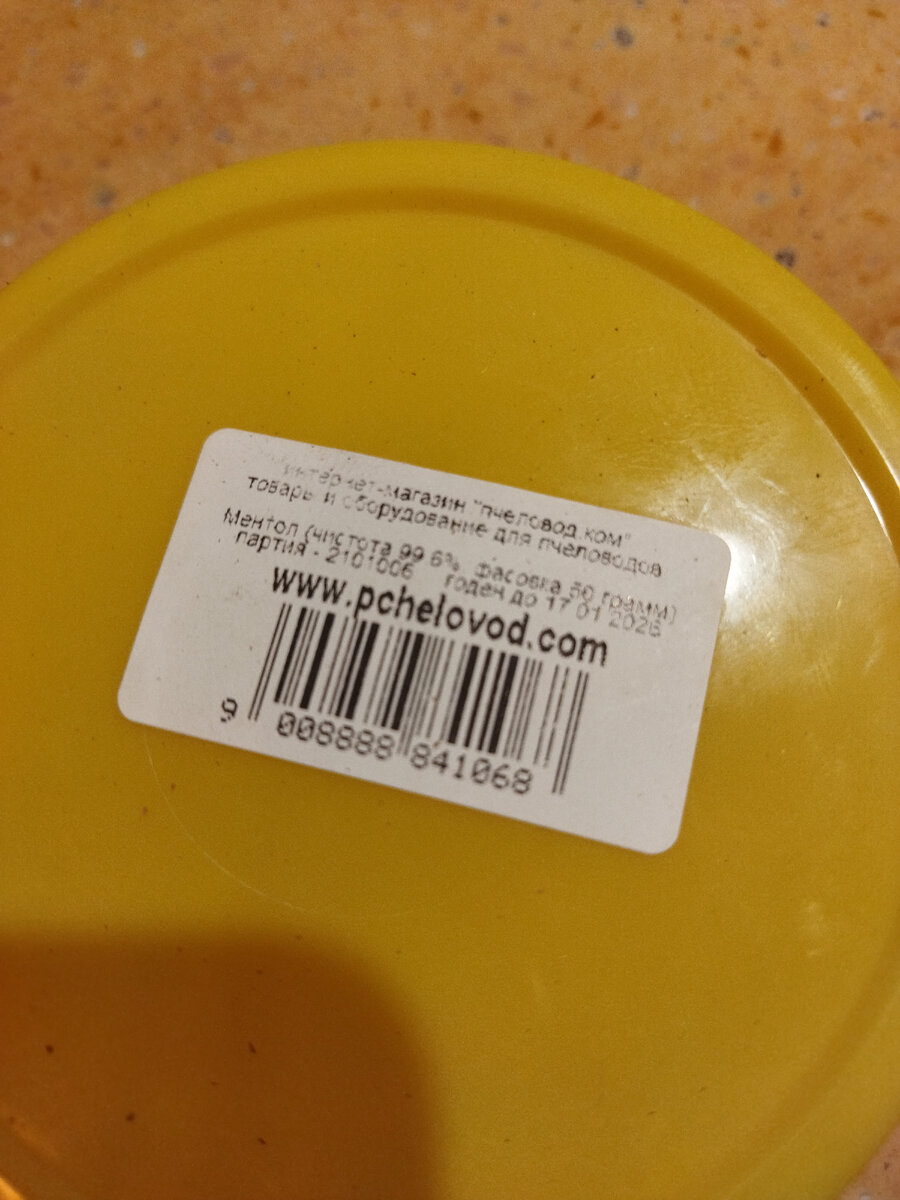 интернет-магазин "пчеловод.ком"
товары и оборудование для пчеловодов
Ментол (чистота 99.6%, фасовка 50 грамм)
партия - 2101006 годен до 17.01.2026
www.pchelovod.com
9 008888 841068